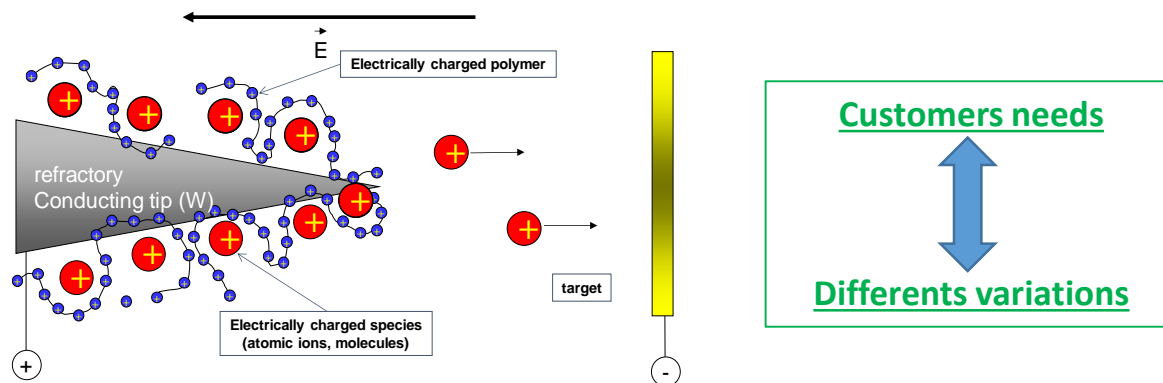 E
Electrically charged polymer
refractory
Conducting tip (W)
Electrically charged species
(atomic ions, molecules)
target
+
-
Customers needs
Differents variations